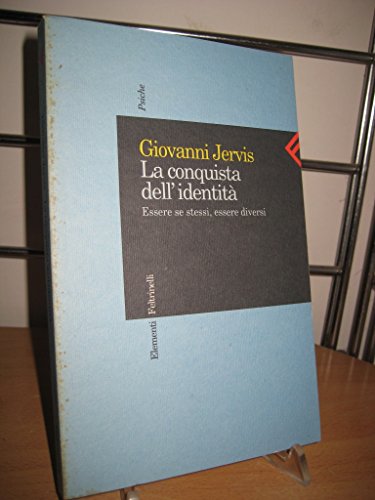 Psiche
Giovanni Jervis
La conquista
dell'identità
Essere se stessi, essere diversi
Elementi Feltrinelli